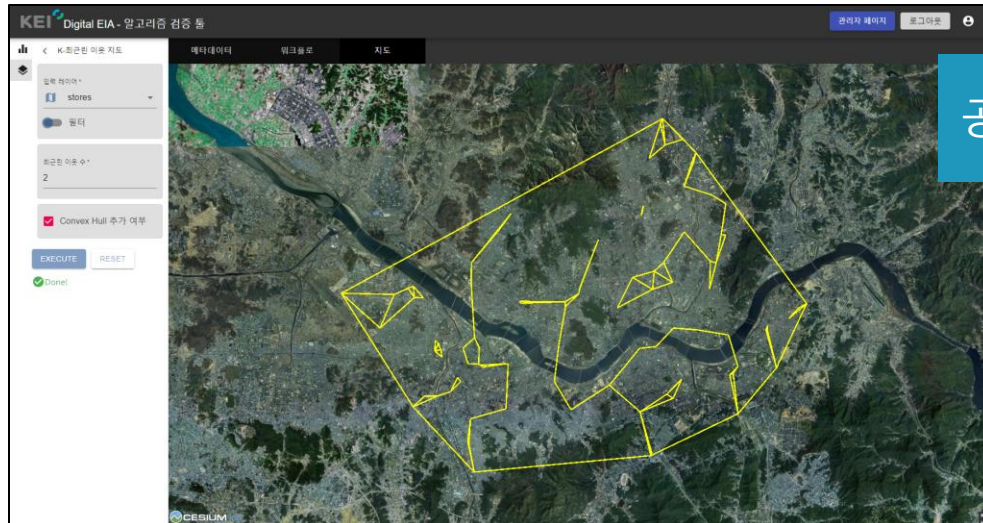 KEI Digital EIA - 알고리즘 검증 툴
관리자 페이지
로그아웃
K-최근린 이웃 지도
메타데이터
워크플로
지도
입력 레이어 *
stores
필터
최근린 이웃 수 *
2
Convex Hull 추가 여부
EXECUTE
RESET
Done!
공
CESIUM